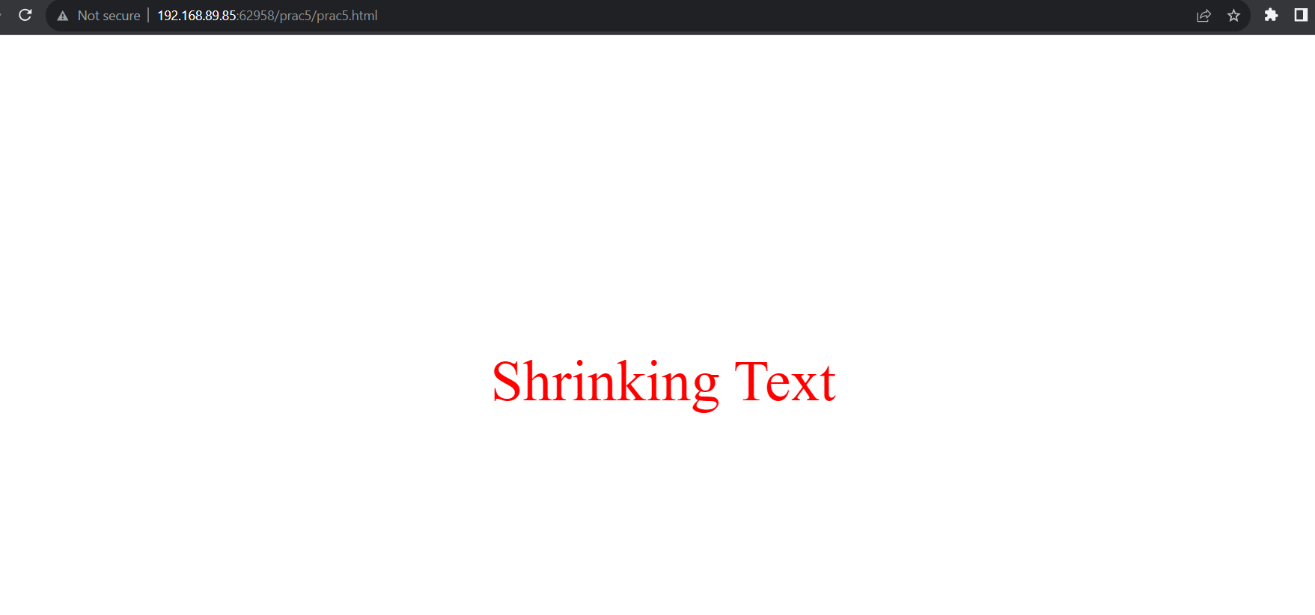 Not secure | 192.168.89.85:62958/prac5/prac5.html
Shrinking Text